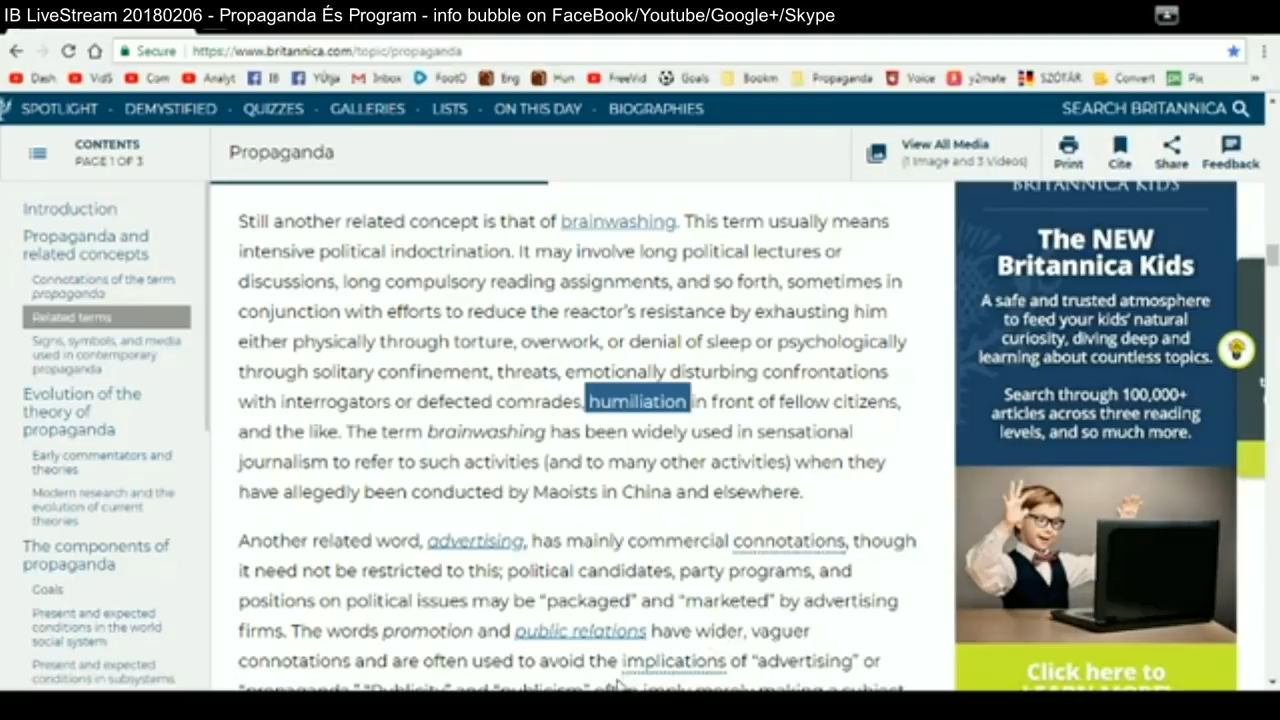 IB LiveStream 20180206 - Propaganda És Program - info bubble on FaceBook/Youtube/Google+/Skype
Secure https://www.britannica.com/topic/propaganda
Dash VidS Com Analyt IB YÚtja Inbox FootO Eng Hun FreeVid Goals Bookm Propaganda Voice y2mate SZÓTÁR Convert Pix »
SPOTLIGHT · DEMYSTIFIED · QUIZZES · GALLERIES · LISTS · ON THIS DAY · BIOGRAPHIES SEARCH BRITANNICA
CONTENTS
PAGE 1 OF 3
Propaganda
View All Media
(1 Image and 3 Videos)
Print Cite Share Feedback
Introduction
Propaganda and
related concepts
Connotations of the term
propaganda
Related terms
Signs, symbols, and media
used in contemporary
propaganda
Evolution of the
theory of
propaganda
Early commentators and
theories
Modern research and the
evolution of current
theories
The components of
propaganda
Goals
Present and expected
conditions in the world
social system
Present and expected
conditions in subsystems
Still another related concept is that of brainwashing. This term usually means
intensive political indoctrination. It may involve long political lectures or
discussions, long compulsory reading assignments, and so forth, sometimes in
conjunction with efforts to reduce the reactor's resistance by exhausting him
either physically through torture, overwork, or denial of sleep or psychologically
through solitary confinement, threats, emotionally disturbing confrontations
with interrogators or defected comrades, humiliation in front of fellow citizens,
and the like. The term brainwashing has been widely used in sensational
journalism to refer to such activities (and to many other activities) when they
have allegedly been conducted by Maoists in China and elsewhere.
Another related word, advertising, has mainly commercial connotations, though
it need not be restricted to this; political candidates, party programs, and
positions on political issues may be “packaged” and “marketed” by advertising
firms. The words promotion and public relations have wider, vaguer
connotations and are often used to avoid the implications of “advertising” or
“propaganda.” “Publicity” and “publicism” often imply merely making a subject
BRITANNICA KIDS
The NEW
Britannica Kids
A safe and trusted atmosphere
to feed your kids' natural
curiosity, diving deep and
learning about countless topics.
Search through 100,000+
articles across three reading
levels, and so much more.
Click here to
LEARN MORE!